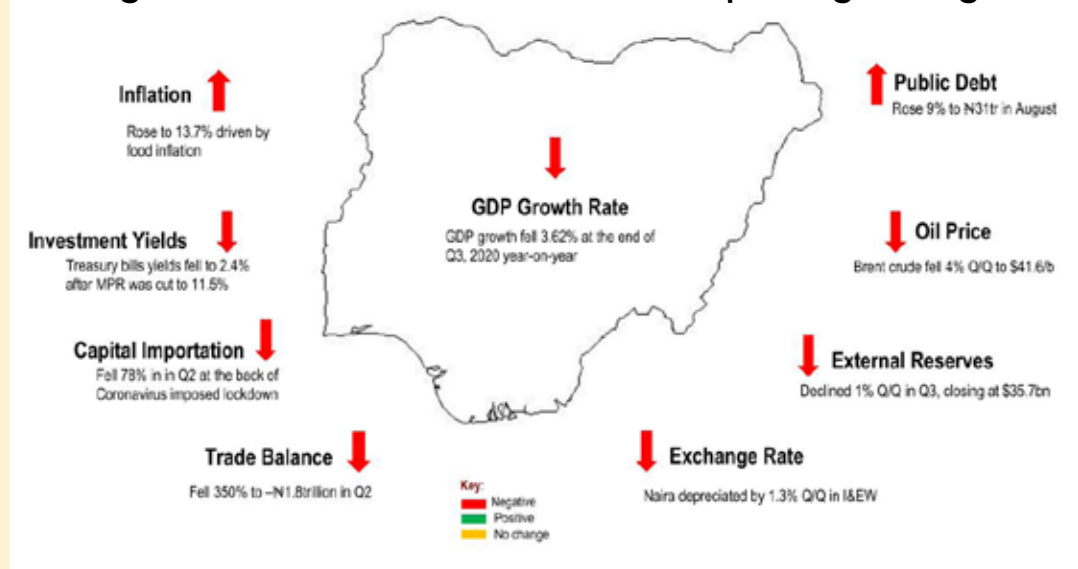 Inflation
Rose to 13.7% driven by
food inflation
Investment Yields
Treasury bills yields fell to 2.4%
after MPR was cut to 11.5%
Capital Importation
Fell 78% in in Q2 at the back of
Coronavirus imposed lockdown
Trade Balance
Fell 350% to –₦1.8trillion in Q2
GDP Growth Rate
GDP growth fell 3.62% at the end of
Q3, 2020 year-on-year
Public Debt
Rose 9% to ₦31tr in August
Oil Price
Brent crude fell 4% Q/Q to $41.6/b
External Reserves
Declined 1% Q/Q in Q3, closing at $35.7bn
Exchange Rate
Naira depreciated by 1.3% Q/Q in I&EW
Key:
Negative
Positive
No change